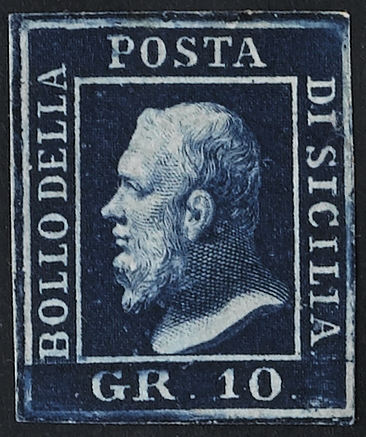 BOLLO DELLA
POSTA
DI SICILIA
GR. 10.